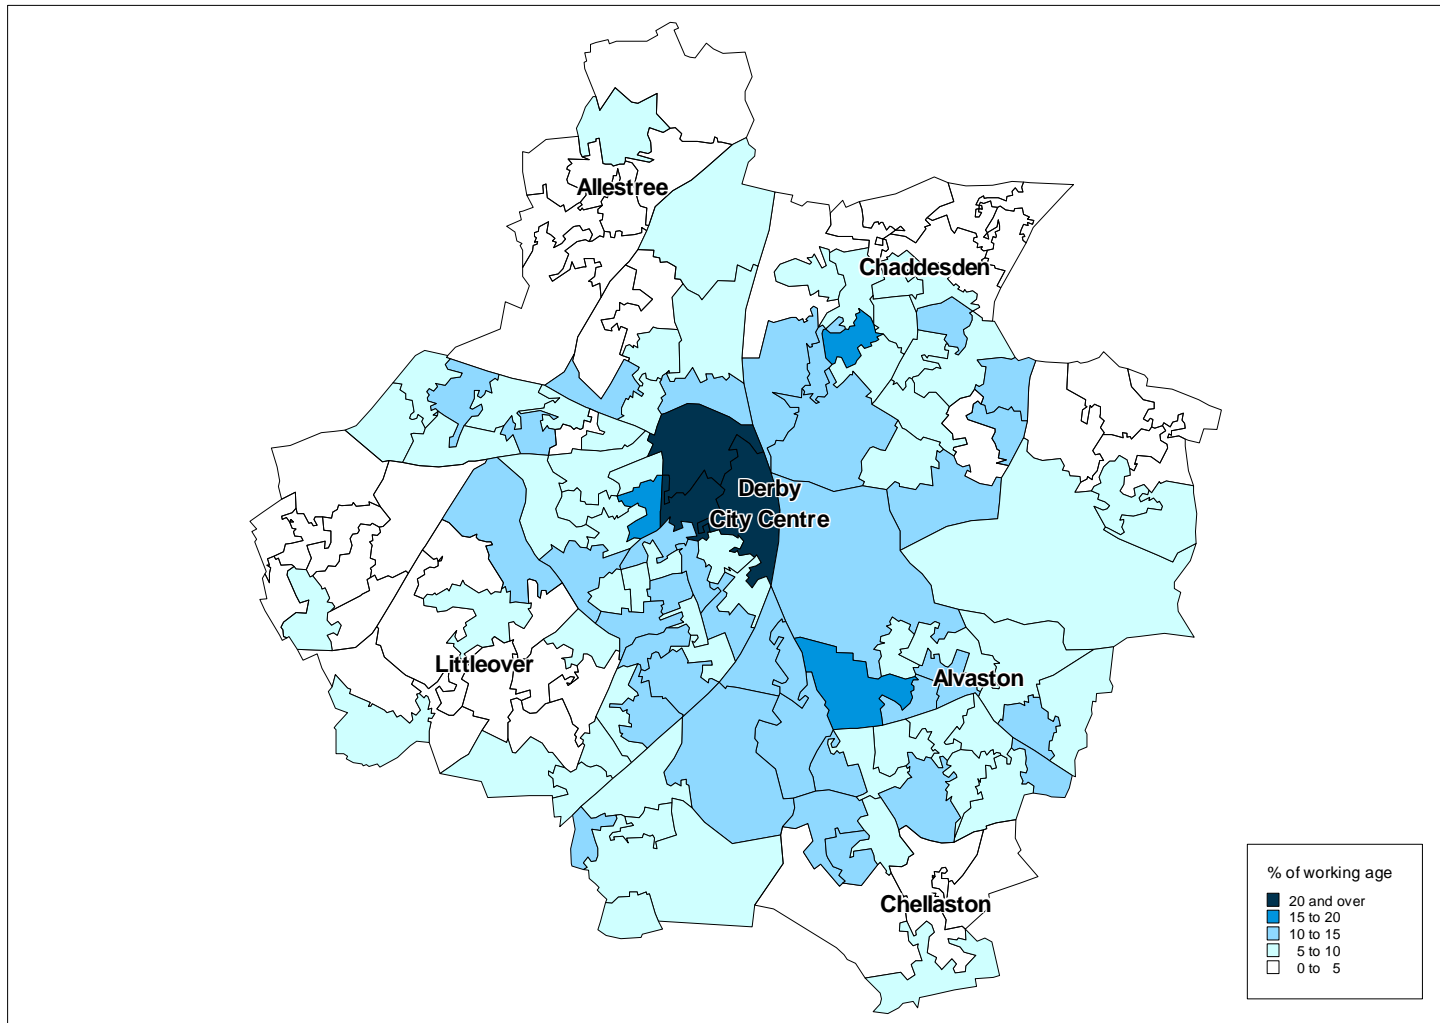 Allestree
Chaddesden
Derby
City Centre
Littleover
Alvaston
Chellaston
% of working age
20 and over
15 to 20
10 to 15
5 to 10
0 to 5